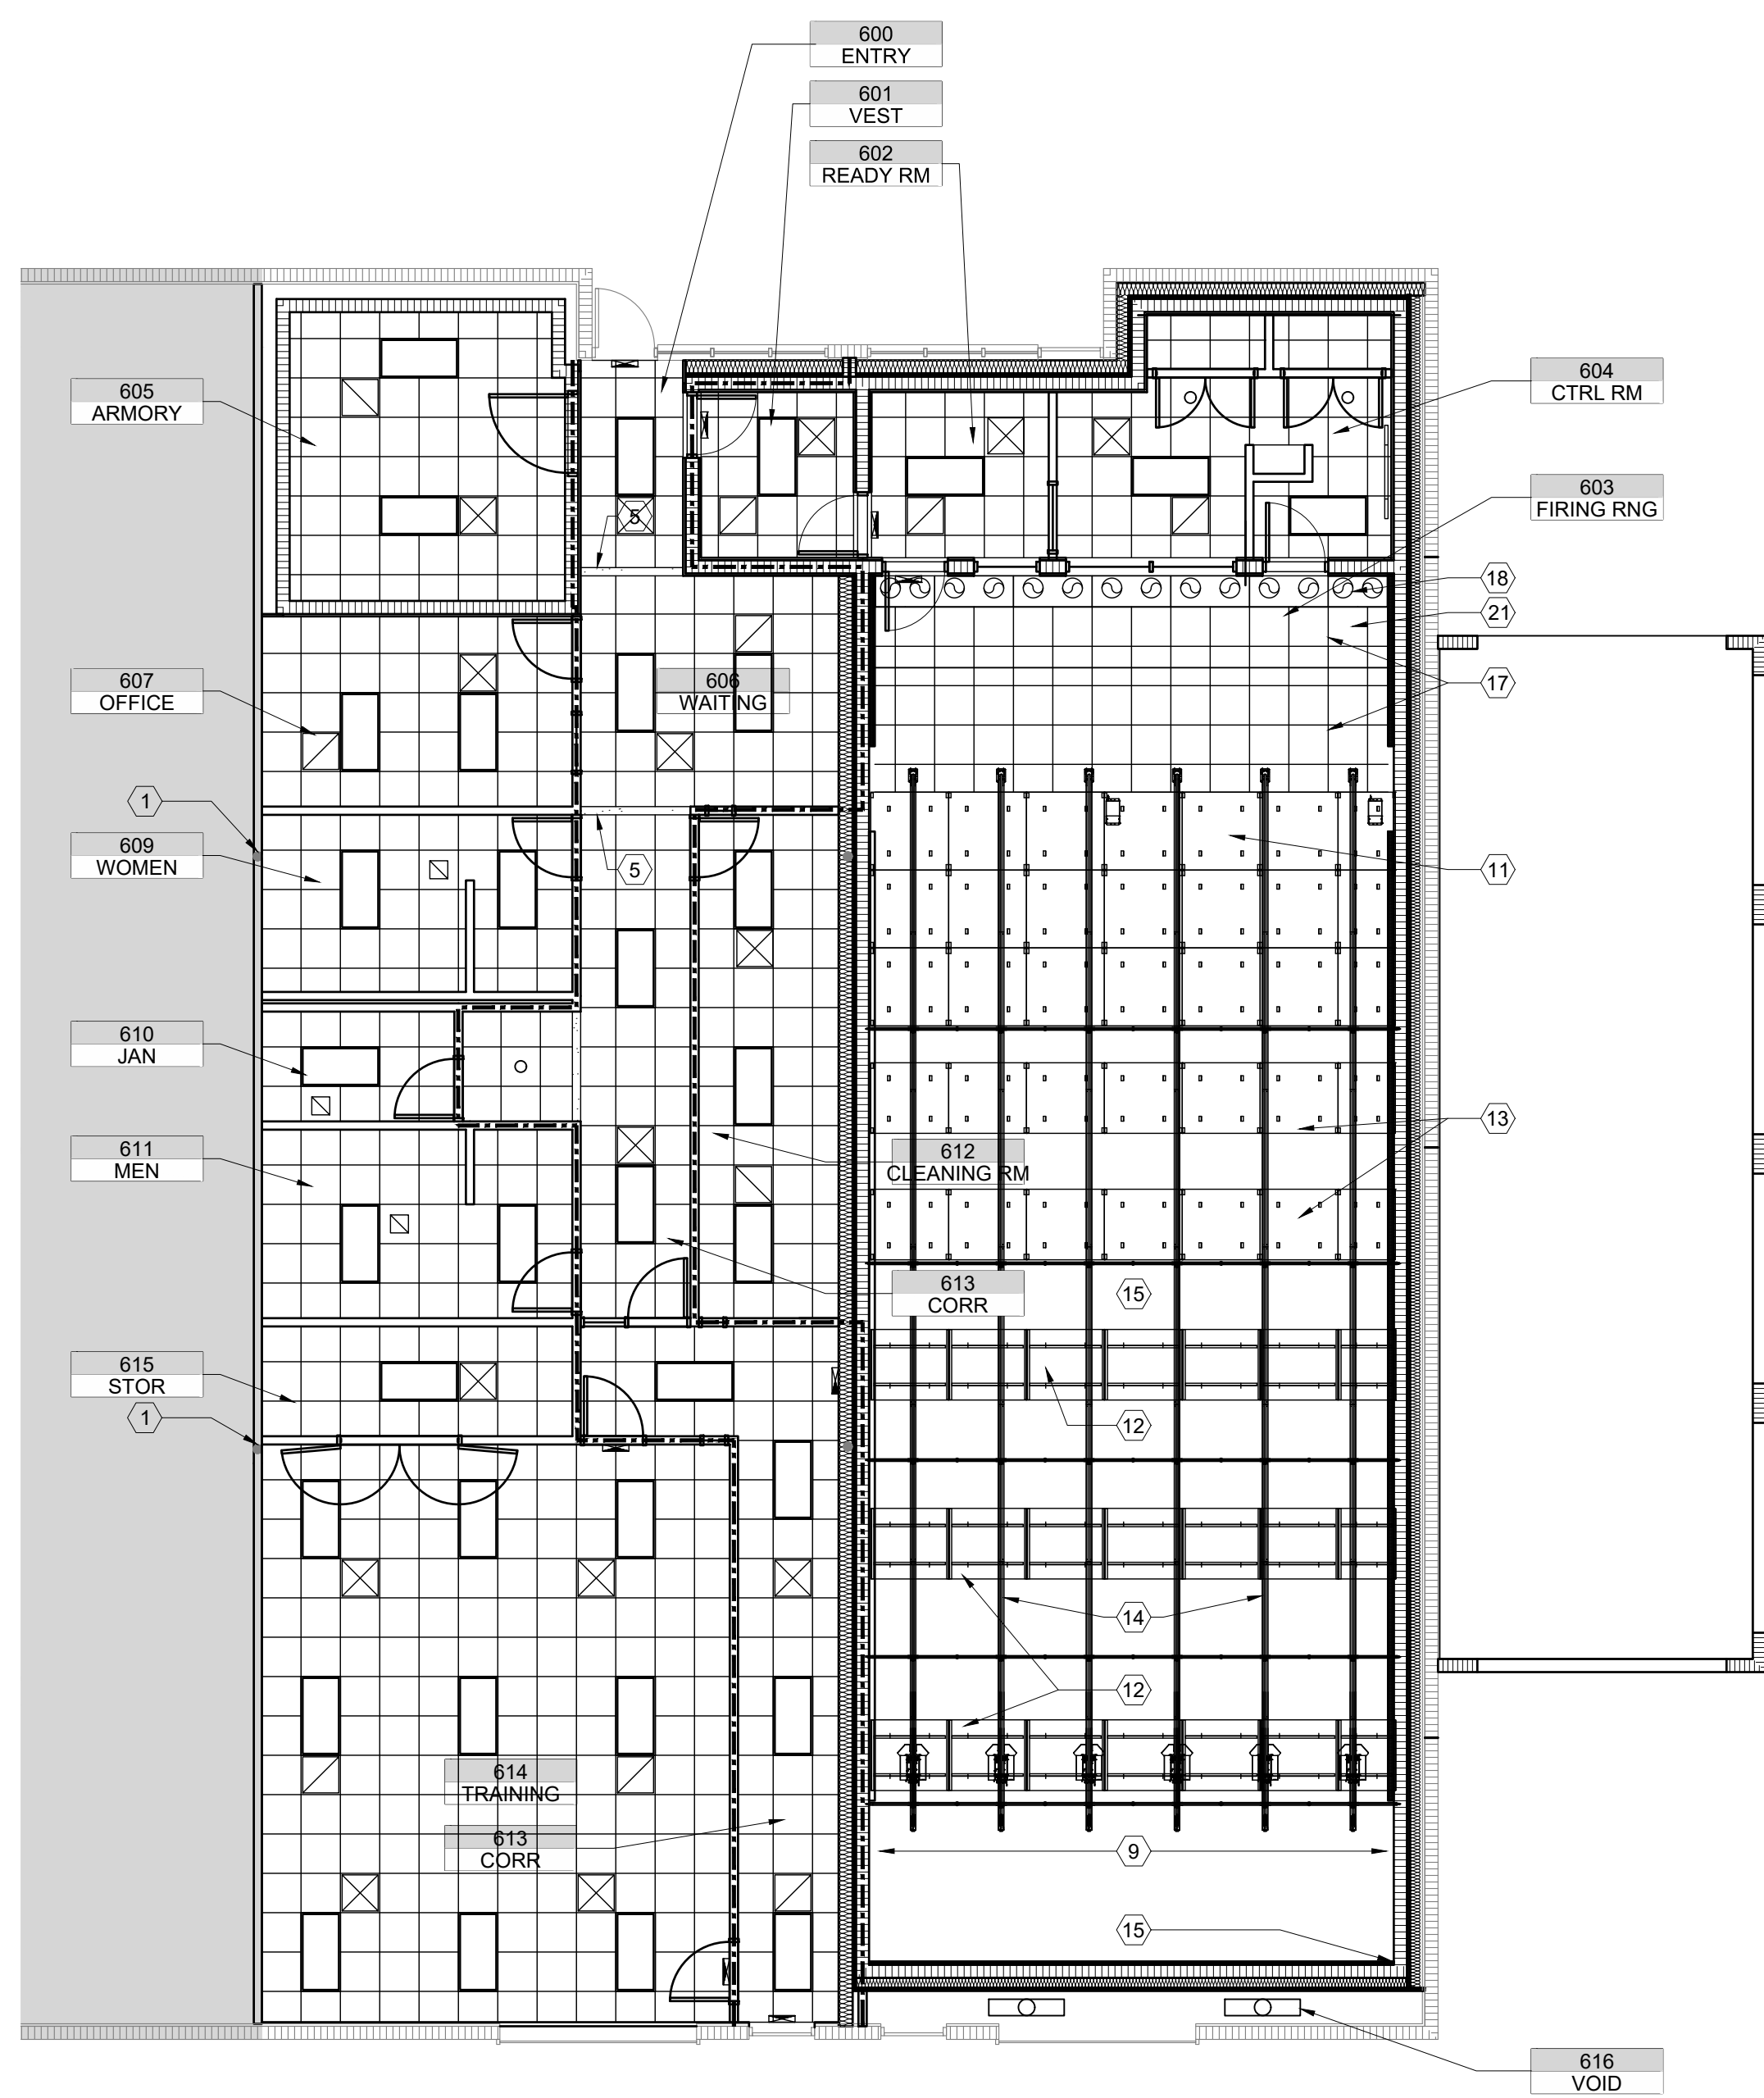 600
ENTRY
601
VEST
602
READY RM
605
ARMORY
604
CTRL RM
603
FIRING RNG
5
18
21
607
OFFICE
606
WAITING
17
1
609
WOMEN
5
11
610
JAN
13
611
MEN
612
CLEANING RM
613
CORR
15
615
STOR
1
12
14
12
614
TRAINING
613
CORR
9
15
616
VOID